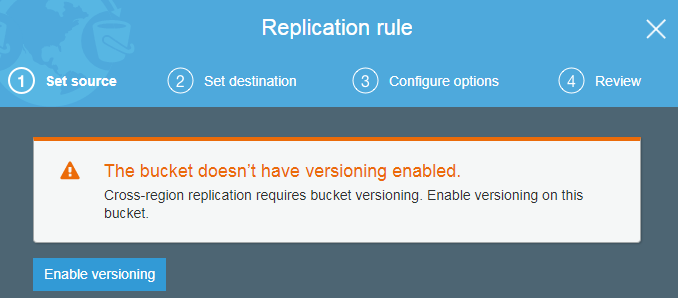 Replication rule
1 Set source 2 Set destination 3 Configure options 4 Review
The bucket doesn't have versioning enabled.
Cross-region replication requires bucket versioning. Enable versioning on this
bucket.
Enable versioning